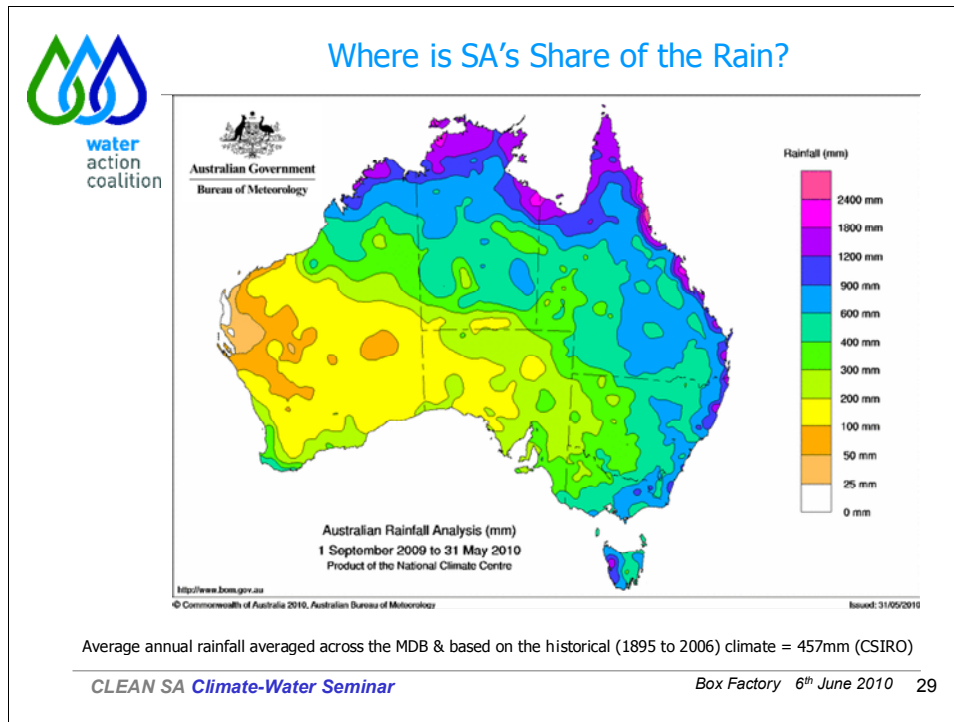 Where is SA's Share of the Rain?
water
action
coalition
Australian Government
Bureau of Meteorology
Rainfall (mm)
2400 mm
1800 mm
1200 mm
900 mm
600 mm
400 mm
300 mm
200 mm
100 mm
50 mm
25 mm
0 mm
Australian Rainfall Analysis (mm)
1 September 2009 to 31 May 2010
Product of the National Climate Centre
http://www.bom.gov.au
© Commonwealth of Australia 2010, Australian Bureau of Meteorology Issued: 31/05/2010
Average annual rainfall averaged across the MDB & based on the historical (1895 to 2006) climate = 457mm (CSIRO)
CLEAN SA Climate-Water Seminar Box Factory 6th June 2010 29